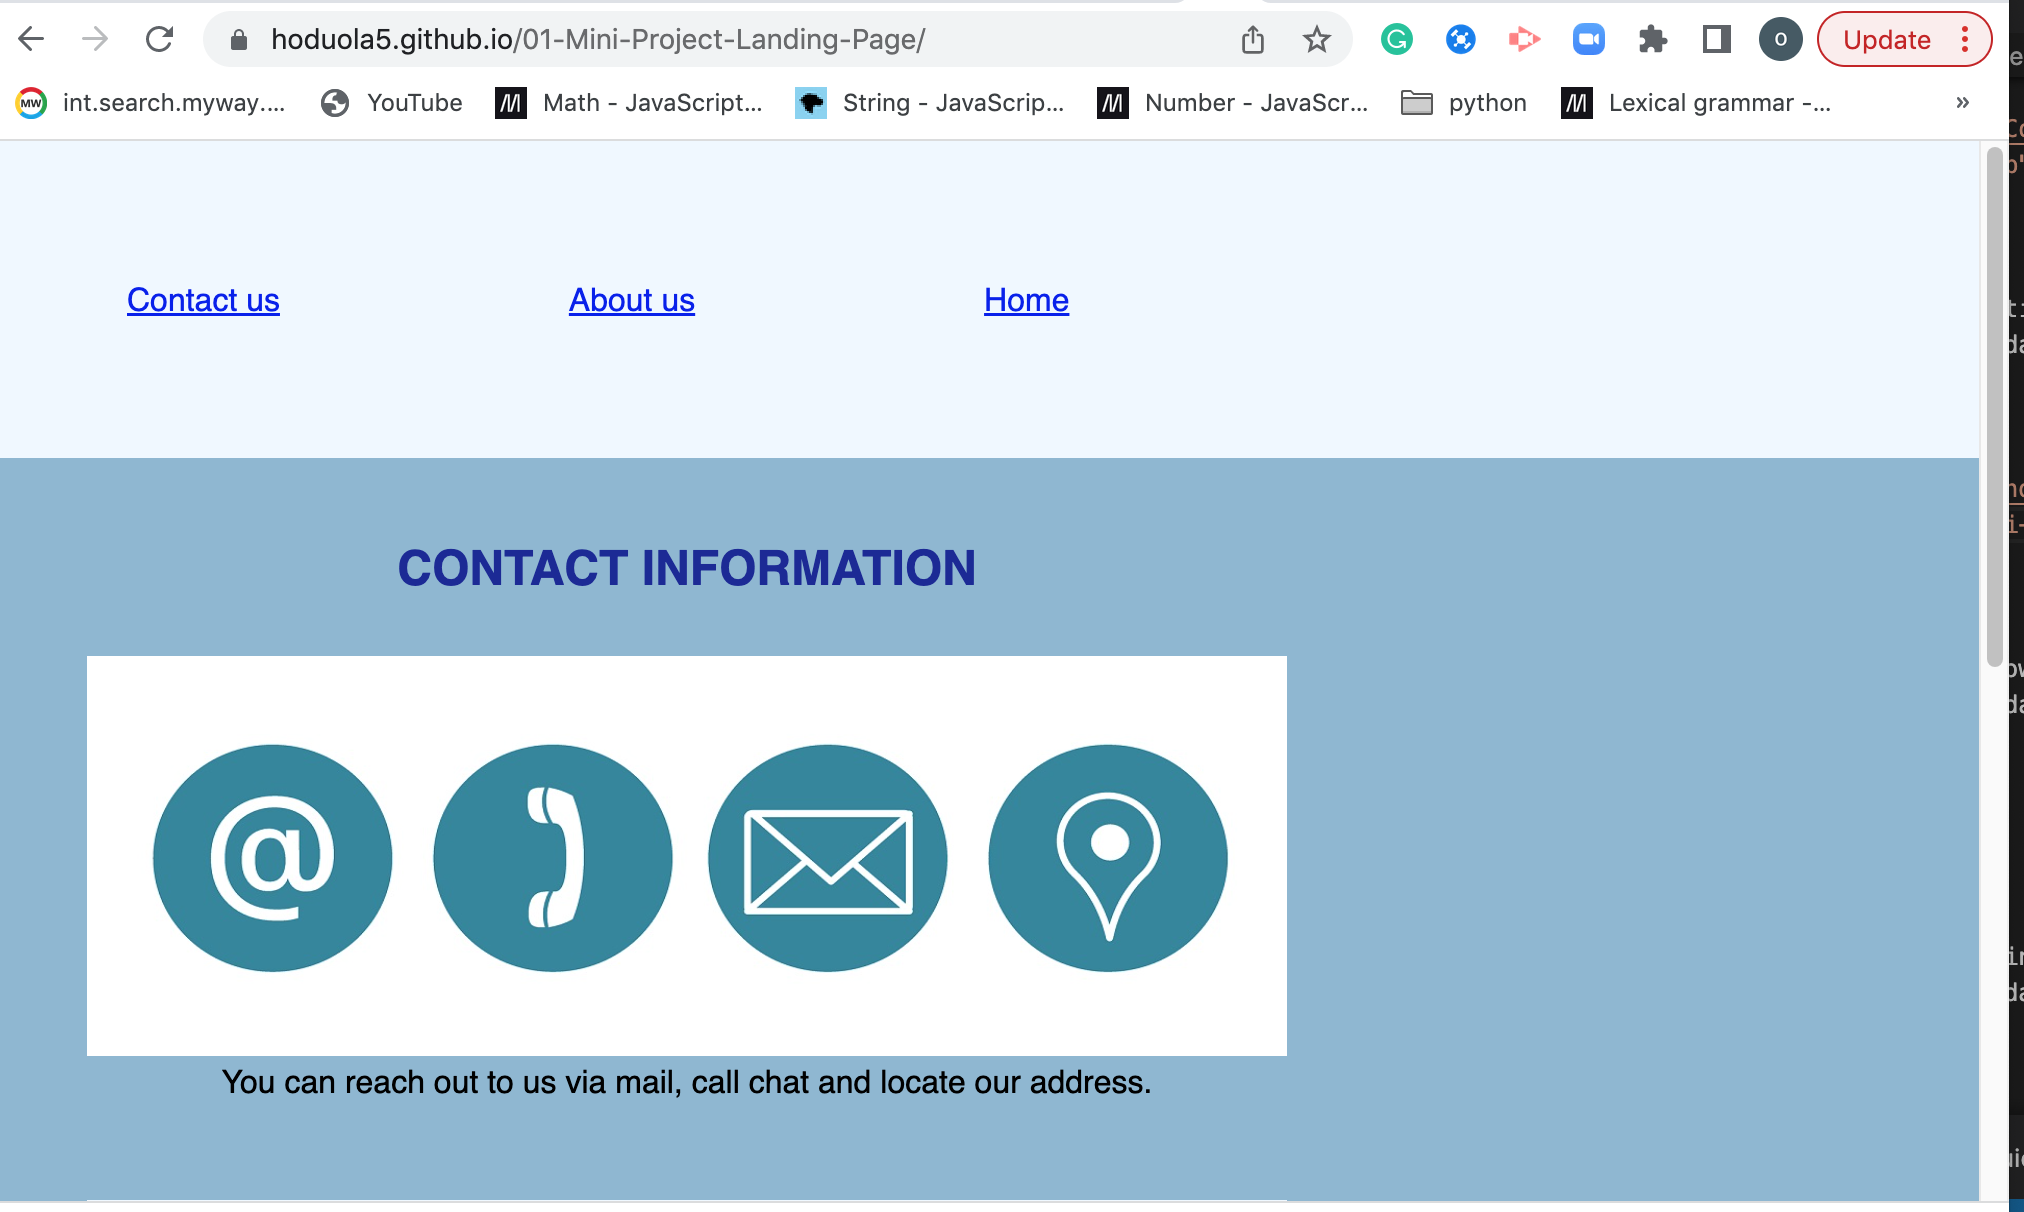 hoduola5.github.io/01-Mini-Project-Landing-Page/
O
Update
MW int.search.myway.... YouTube Math - JavaScript... String - JavaScrip... Number - JavaScr... python Lexical grammar -... »
Contact us About us Home
CONTACT INFORMATION
@
You can reach out to us via mail, call chat and locate our address.